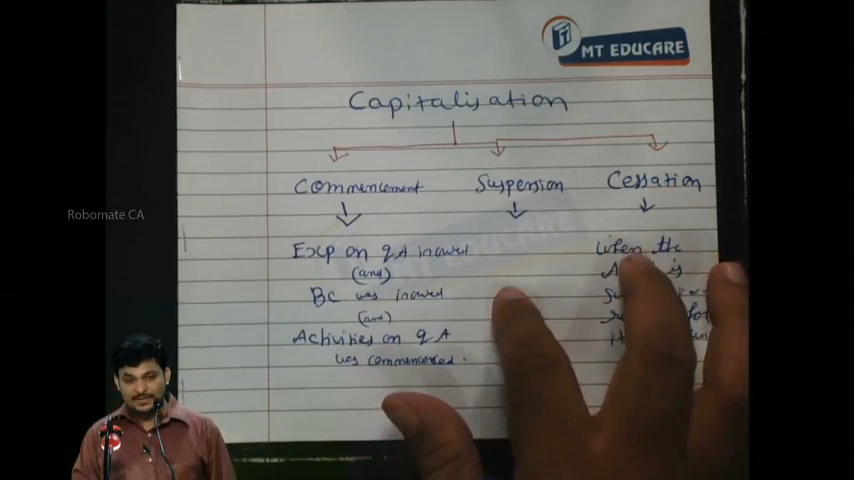 MT EDUCARE
Capitalisation
Robomate CA
Commencement Suspension Cessation
Exp on qA incurred When the
(and) is
BC was incurred
(and)
Activities on qA
was commenced.